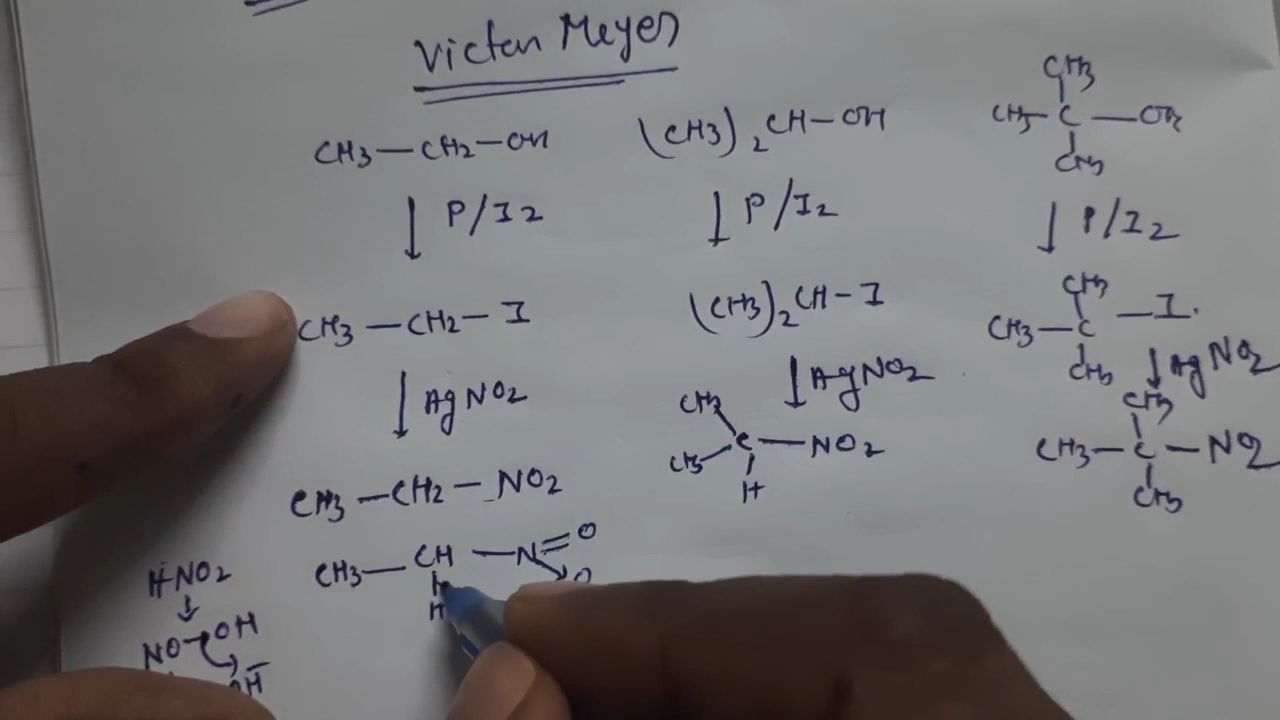 Victor Meyer
CH3—CH2—OH
(CH3)2CH—OH
CH3
CH3—C—OH
CH3
↓ P/I2
↓ P/I2
↓ P/I2
CH3—CH2—I
(CH3)2CH-I
CH3
CH3—C—I.
CH3
↓ AgNO2
↓ AgNO2
↓ AgNO2
CH3—CH2—NO2
CH3
CH3—C—NO2
H
CH3
CH3—C—NO2
CH3
CH3—CH—N=O
O
H
HNO2
↓
NO—OH
OH